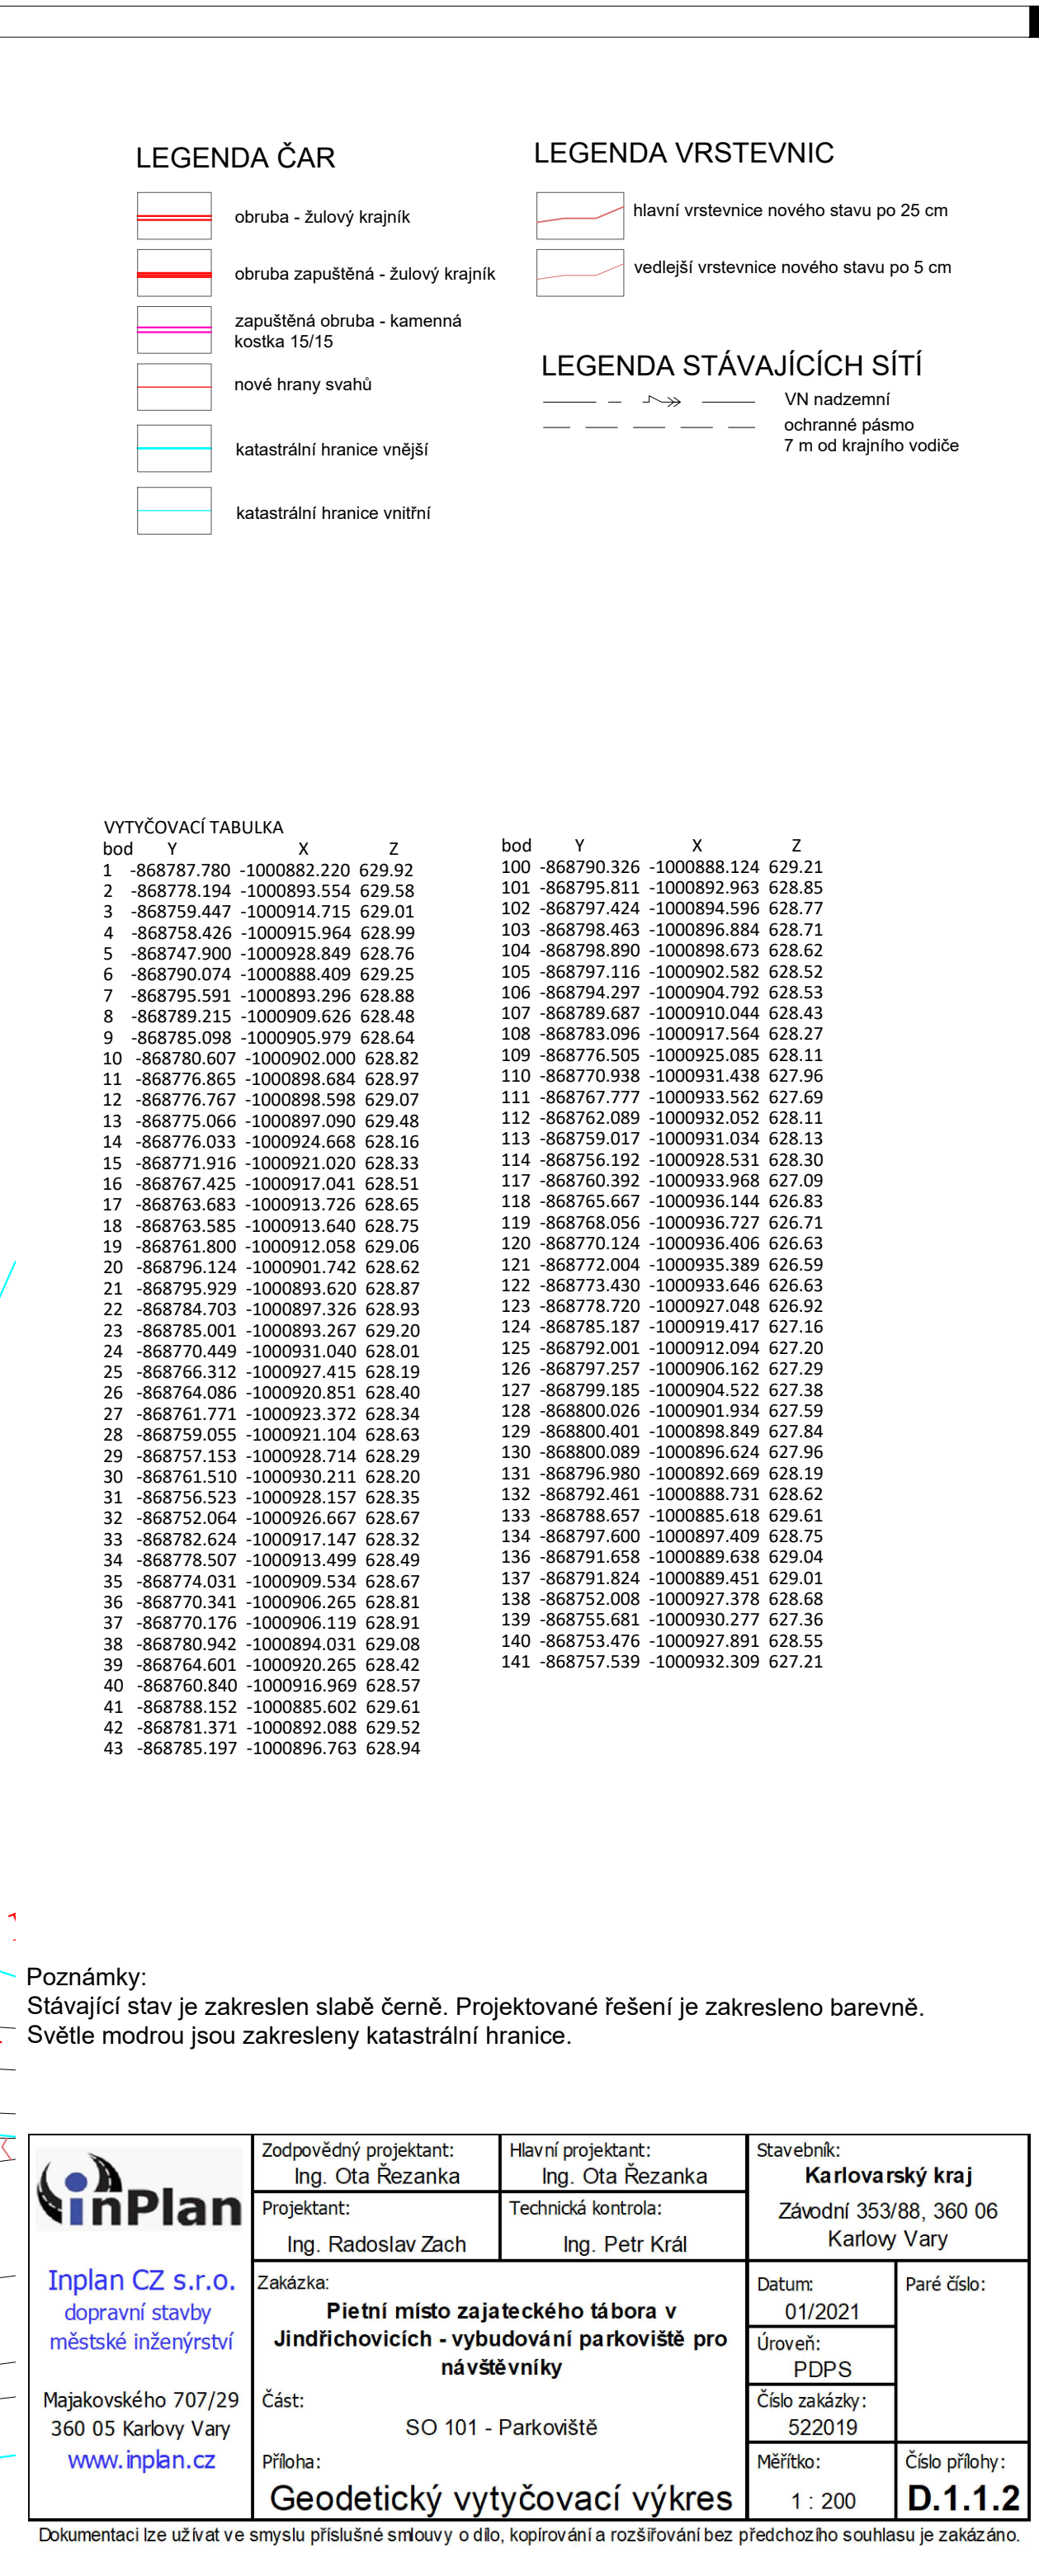 LEGENDA ČAR
obruba - žulový krajník
obruba zapuštěná - žulový krajník
zapuštěná obruba - kamenná
kostka 15/15
nové hrany svahů
katastrální hranice vnější
katastrální hranice vnitřní
LEGENDA VRSTEVNIC
hlavní vrstevnice nového stavu po 25 cm
vedlejší vrstevnice nového stavu po 5 cm
LEGENDA STÁVAJÍCÍCH SÍTÍ
VN nadzemní
ochranné pásmo
7 m od krajního vodiče
VYTYČOVACÍ TABULKA
bod Y X Z
1 -868787.780 -1000882.220 629.92
2 -868778.194 -1000893.554 629.58
3 -868759.447 -1000914.715 629.01
4 -868758.426 -1000915.964 628.99
5 -868747.900 -1000928.849 628.76
6 -868790.074 -1000888.409 629.25
7 -868795.591 -1000893.296 628.88
8 -868789.215 -1000909.626 628.48
9 -868785.098 -1000905.979 628.64
10 -868780.607 -1000902.000 628.82
11 -868776.865 -1000898.684 628.97
12 -868776.767 -1000898.598 629.07
13 -868775.066 -1000897.090 629.48
14 -868776.033 -1000924.668 628.16
15 -868771.916 -1000921.020 628.33
16 -868767.425 -1000917.041 628.51
17 -868763.683 -1000913.726 628.65
18 -868763.585 -1000913.640 628.75
19 -868761.800 -1000912.058 629.06
20 -868796.124 -1000901.742 628.62
21 -868795.929 -1000893.620 628.87
22 -868784.703 -1000897.326 628.93
23 -868785.001 -1000893.267 629.20
24 -868770.449 -1000931.040 628.01
25 -868766.312 -1000927.415 628.19
26 -868764.086 -1000920.851 628.40
27 -868761.771 -1000923.372 628.34
28 -868759.055 -1000921.104 628.63
29 -868757.153 -1000928.714 628.29
30 -868761.510 -1000930.211 628.20
31 -868756.523 -1000928.157 628.35
32 -868752.064 -1000926.667 628.67
33 -868782.624 -1000917.147 628.32
34 -868778.507 -1000913.499 628.49
35 -868774.031 -1000909.534 628.67
36 -868770.341 -1000906.265 628.81
37 -868770.176 -1000906.119 628.91
38 -868780.942 -1000894.031 629.08
39 -868764.601 -1000920.265 628.42
40 -868760.840 -1000916.969 628.57
41 -868788.152 -1000885.602 629.61
42 -868781.371 -1000892.088 629.52
43 -868785.197 -1000896.763 628.94
bod Y X Z
100 -868790.326 -1000888.124 629.21
101 -868795.811 -1000892.963 628.85
102 -868797.424 -1000894.596 628.77
103 -868798.463 -1000896.884 628.71
104 -868798.890 -1000898.673 628.62
105 -868797.116 -1000902.582 628.52
106 -868794.297 -1000904.792 628.53
107 -868789.687 -1000910.044 628.43
108 -868783.096 -1000917.564 628.27
109 -868776.505 -1000925.085 628.11
110 -868770.938 -1000931.438 627.96
111 -868767.777 -1000933.562 627.69
112 -868762.089 -1000932.052 628.11
113 -868759.017 -1000931.034 628.13
114 -868756.192 -1000928.531 628.30
117 -868760.392 -1000933.968 627.09
118 -868765.667 -1000936.144 626.83
119 -868768.056 -1000936.727 626.71
120 -868770.124 -1000936.406 626.63
121 -868772.004 -1000935.389 626.59
122 -868773.430 -1000933.646 626.63
123 -868778.720 -1000927.048 626.92
124 -868785.187 -1000919.417 627.16
125 -868792.001 -1000912.094 627.20
126 -868797.257 -1000906.162 627.29
127 -868799.185 -1000904.522 627.38
128 -868800.026 -1000901.934 627.59
129 -868800.401 -1000898.849 627.84
130 -868800.089 -1000896.624 627.96
131 -868796.980 -1000892.669 628.19
132 -868792.461 -1000888.731 628.62
133 -868788.657 -1000885.618 629.61
134 -868797.600 -1000897.409 628.75
136 -868791.658 -1000889.638 629.04
137 -868791.824 -1000889.451 629.01
138 -868752.008 -1000927.378 628.68
139 -868755.681 -1000930.277 627.36
140 -868753.476 -1000927.891 628.55
141 -868757.539 -1000932.309 627.21
Poznámky:
Stávající stav je zakreslen slabě černě. Projektované řešení je zakresleno barevně.
Světle modrou jsou zakresleny katastrální hranice.
inPlan
Inplan CZ s.r.o.
dopravní stavby
městské inženýrství
Majakovského 707/29
360 05 Karlovy Vary
www.inplan.cz
Zodpovědný projektant:
Ing. Ota Řezanka
Hlavní projektant:
Ing. Ota Řezanka
Projektant:
Ing. Radoslav Zach
Technická kontrola:
Ing. Petr Král
Stavebník:
Karlovarský kraj
Závodní 353/88, 360 06
Karlovy Vary
Zakázka:
Pietní místo zajateckého tábora v
Jindřichovicích - vybudování parkoviště pro
návštěvníky
Část:
SO 101 - Parkoviště
Příloha:
Geodetický vytyčovací výkres
Datum:
01/2021
Úroveň:
PDPS
Číslo zakázky:
522019
Měřítko:
1 : 200
Paré číslo:
Číslo přílohy:
D.1.1.2
Dokumentaci lze užívat ve smyslu příslušné smlouvy o dílo, kopírování a rozšiřování bez předchozího souhlasu je zakázáno.